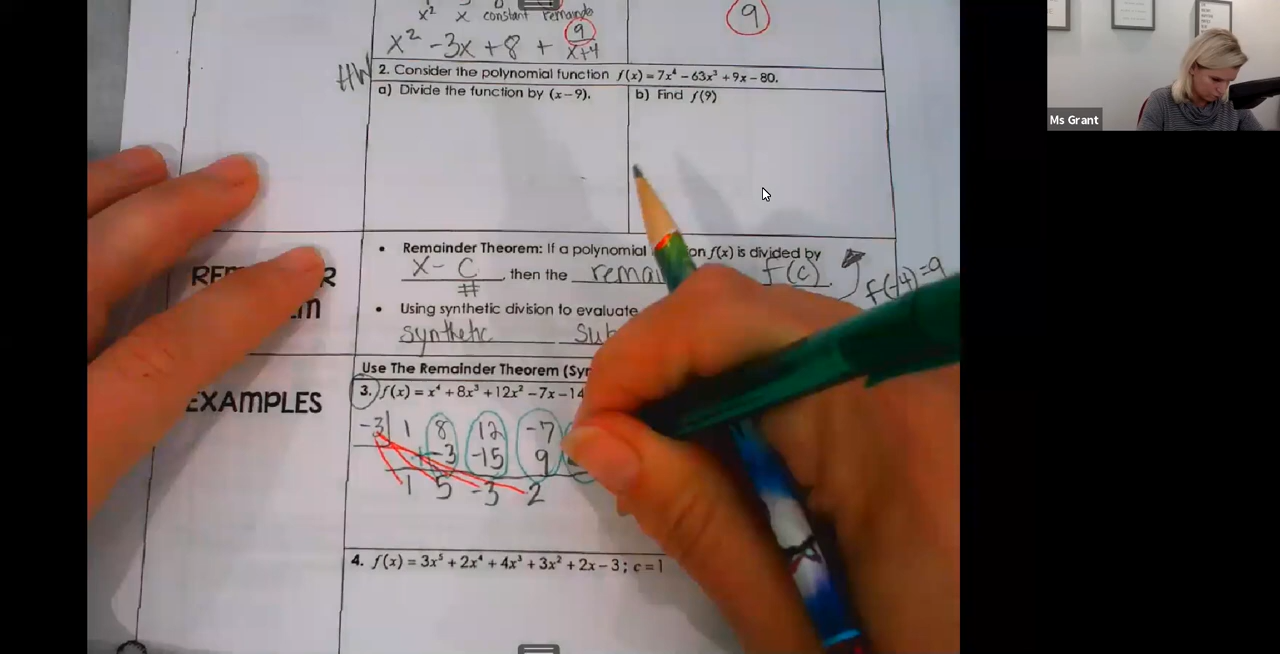 x² x constant
x² - 3x + 8 + 9/x+4
9
HW
2. Consider the polynomial function f(x) = 7x⁴ – 63x³ + 9x – 80.
a) Divide the function by (x – 9).
b) Find f(9)
• Remainder Theorem: If a polynomial on f(x) is divided by
x - c , then the remai f(c).
#
f(-4)=9
• Using synthetic division to evaluate
synthetic
Use The Remainder Theorem
3. f(x) = x⁴ + 8x³ + 12x² – 7x – 14
-3 1 8 12 -7
+ -3 -15 9
1 5 -3 2
EXAMPLES
4. f(x) = 3x⁵ + 2x⁴ + 4x³ + 3x² + 2x – 3; c = 1
Ms Grant